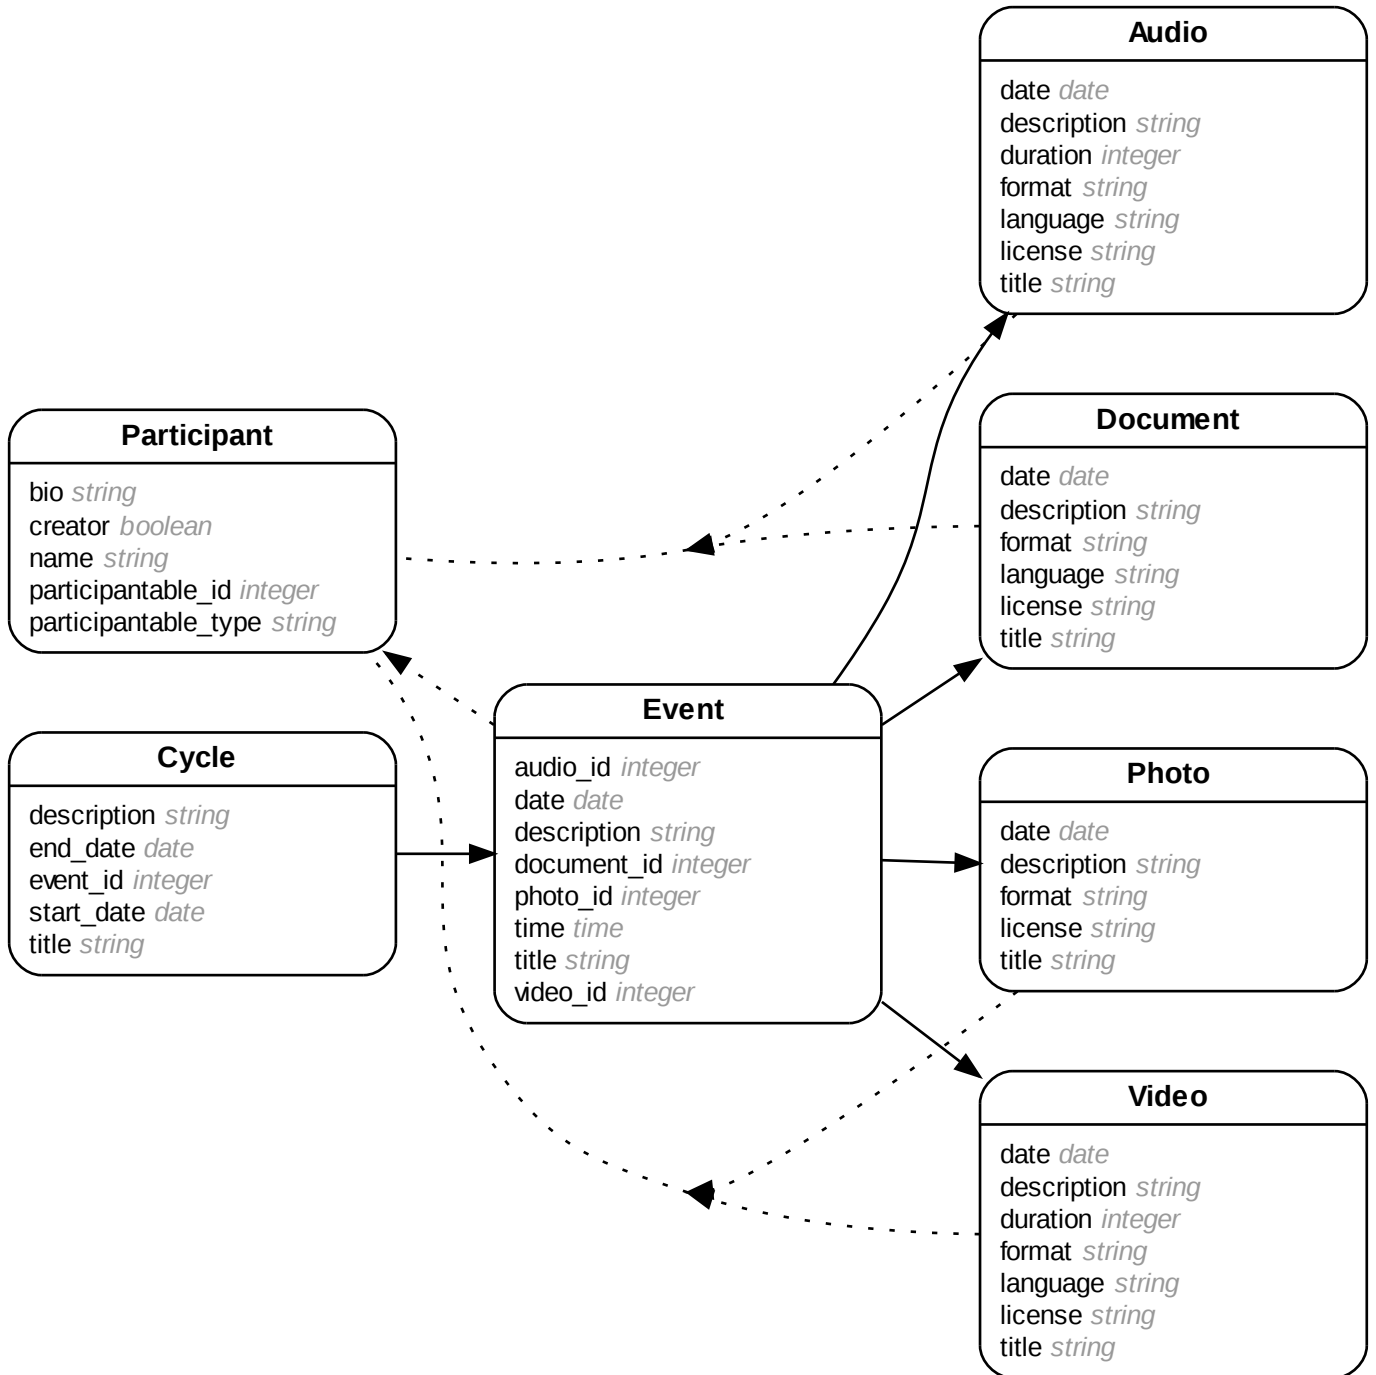 Audio
date date
description string
duration integer
format string
language string
license string
title string
Participant
bio string
creator boolean
name string
participantable_id integer
participantable_type string
Document
date date
description string
format string
language string
license string
title string
Cycle
description string
end_date date
event_id integer
start_date date
title string
Event
audio_id integer
date date
description string
document_id integer
photo_id integer
time time
title string
video_id integer
Photo
date date
description string
format string
license string
title string
Video
date date
description string
duration integer
format string
language string
license string
title string